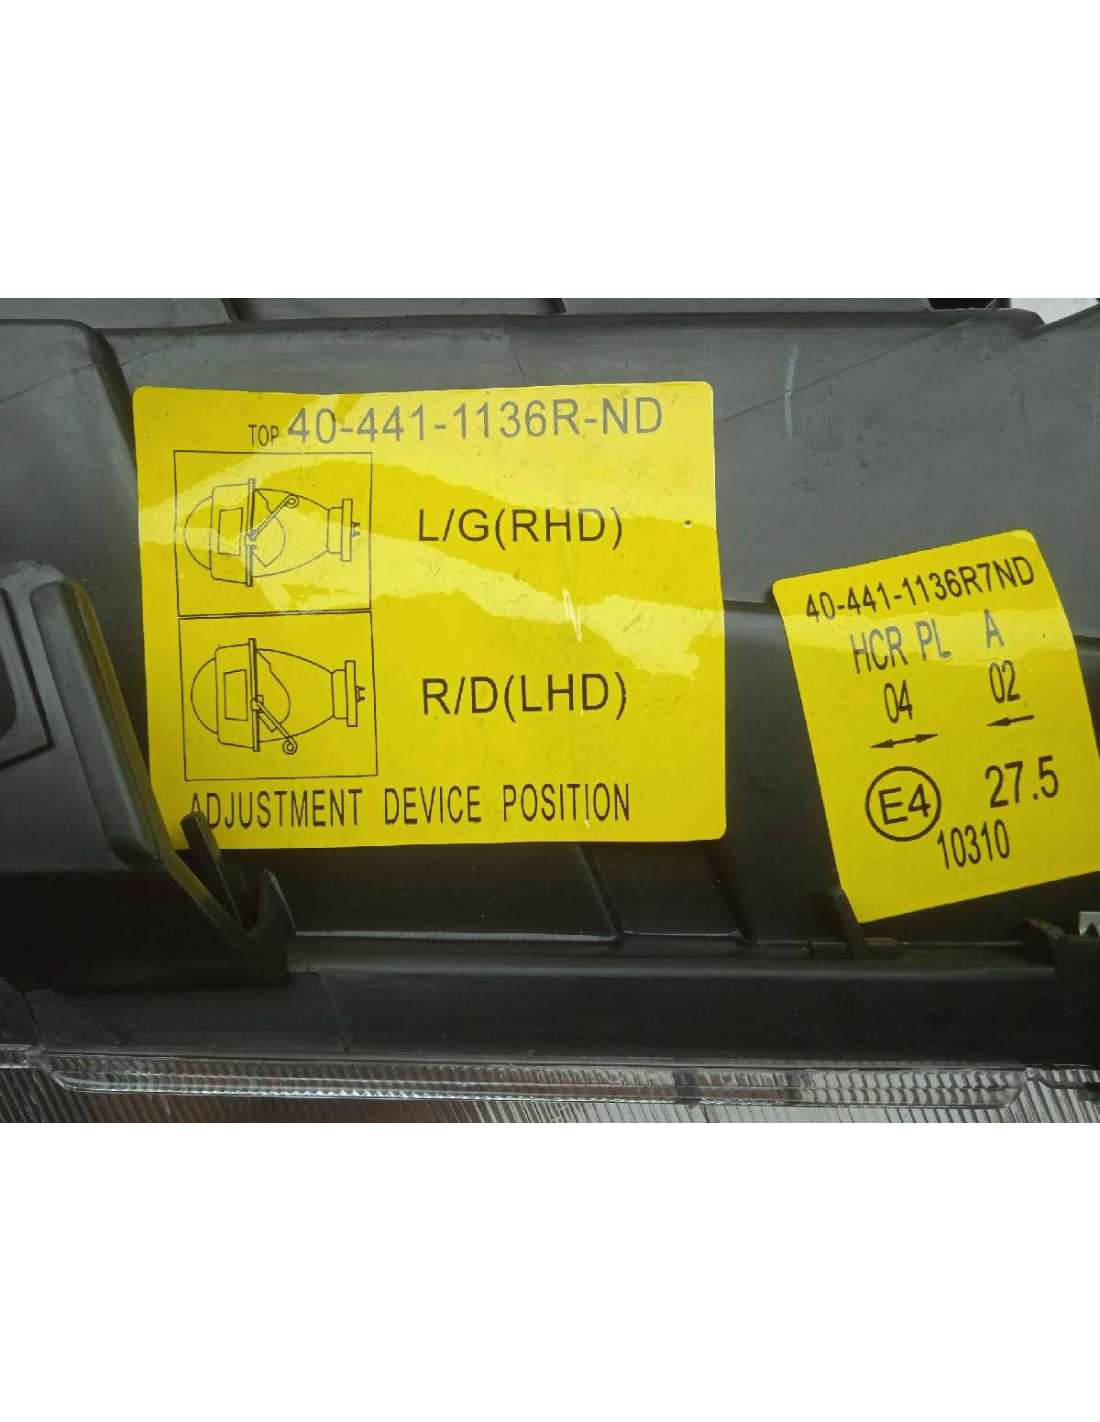 TOP 40-441-1136R-ND
L/G(RHD)
R/D(LHD)
ADJUSTMENT DEVICE POSITION
40-441-1136R7ND
HCR PL A
04 02
E4 27.5
10310